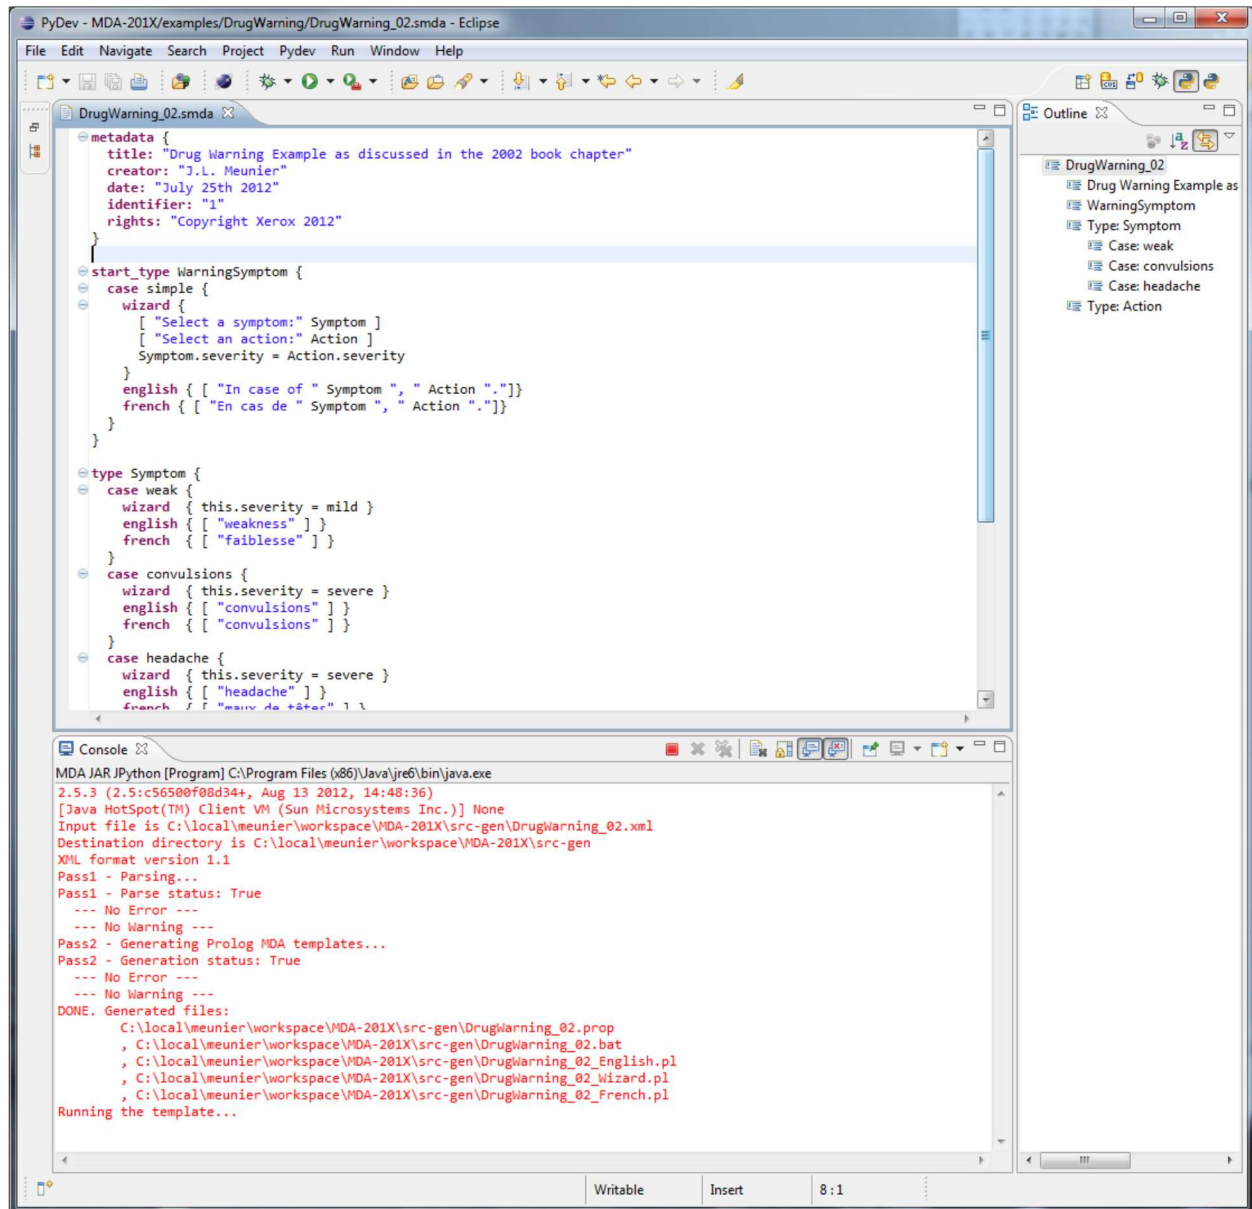 PyDev - MDA-201X/examples/DrugWarning/DrugWarning_02.smda - Eclipse
File Edit Navigate Search Project Pydev Run Window Help
DrugWarning_02.smda
metadata {
title: "Drug Warning Example as discussed in the 2002 book chapter"
creator: "J.L. Meunier"
date: "July 25th 2012"
identifier: "1"
rights: "Copyright Xerox 2012"
}
start_type WarningSymptom {
case simple {
wizard {
[ "Select a symptom:" Symptom ]
[ "Select an action:" Action ]
Symptom.severity = Action.severity
}
english { [ "In case of " Symptom ", " Action "."]}
french { [ "En cas de " Symptom ", " Action "."]}
}
}
type Symptom {
case weak {
wizard { this.severity = mild }
english { [ "weakness" ] }
french { [ "faiblesse" ] }
}
case convulsions {
wizard { this.severity = severe }
english { [ "convulsions" ] }
french { [ "convulsions" ] }
}
case headache {
wizard { this.severity = severe }
english { [ "headache" ] }
french { [ "maux de têtes" ] }
Outline
DrugWarning_02
Drug Warning Example as
WarningSymptom
Type: Symptom
Case: weak
Case: convulsions
Case: headache
Type: Action
Console
MDA JAR JPython [Program] C:\Program Files (x86)\Java\jre6\bin\java.exe
2.5.3 (2.5:c56500f08d34+, Aug 13 2012, 14:48:36)
[Java HotSpot(TM) Client VM (Sun Microsystems Inc.)] None
Input file is C:\local\meunier\workspace\MDA-201X\src-gen\DrugWarning_02.xml
Destination directory is C:\local\meunier\workspace\MDA-201X\src-gen
XML format version 1.1
Pass1 - Parsing...
Pass1 - Parse status: True
--- No Error ---
--- No Warning ---
Pass2 - Generating Prolog MDA templates...
Pass2 - Generation status: True
--- No Error ---
--- No Warning ---
DONE. Generated files:
C:\local\meunier\workspace\MDA-201X\src-gen\DrugWarning_02.prop
, C:\local\meunier\workspace\MDA-201X\src-gen\DrugWarning_02.bat
, C:\local\meunier\workspace\MDA-201X\src-gen\DrugWarning_02_English.pl
, C:\local\meunier\workspace\MDA-201X\src-gen\DrugWarning_02_Wizard.pl
, C:\local\meunier\workspace\MDA-201X\src-gen\DrugWarning_02_French.pl
Running the template...
Writable Insert 8 : 1